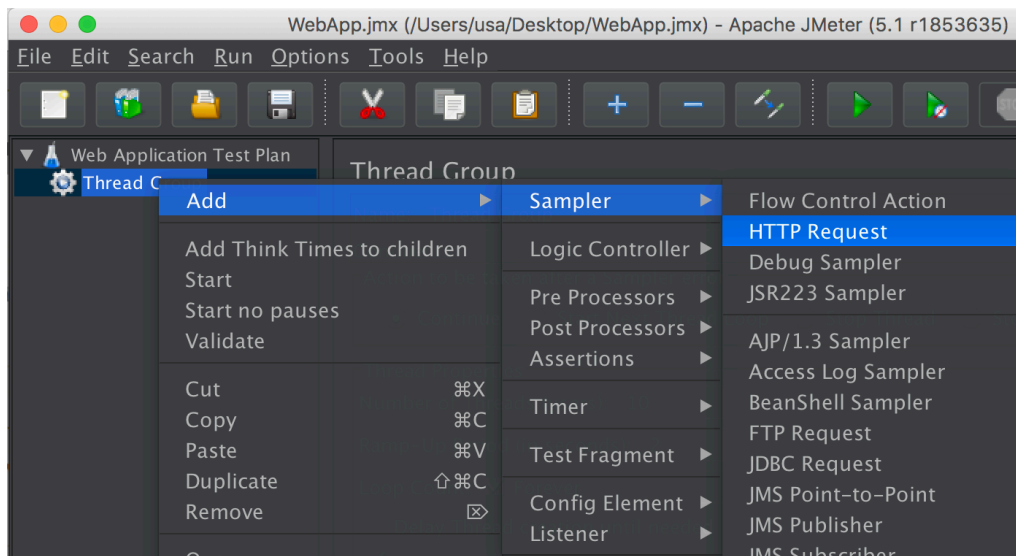 WebApp.jmx (/Users/usa/Desktop/WebApp.jmx) - Apache JMeter (5.1 r1853635)
File Edit Search Run Options Tools Help
Web Application Test Plan
Thread
Thread Group
Add
Add Think Times to children
Start
Start no pauses
Validate
Cut ⌘X
Copy ⌘C
Paste ⌘V
Duplicate ⇧⌘C
Remove ⌦
Sampler
Logic Controller
Pre Processors
Post Processors
Assertions
Timer
Test Fragment
Config Element
Listener
Flow Control Action
HTTP Request
Debug Sampler
JSR223 Sampler
AJP/1.3 Sampler
Access Log Sampler
BeanShell Sampler
FTP Request
JDBC Request
JMS Point-to-Point
JMS Publisher
JMS Subscriber